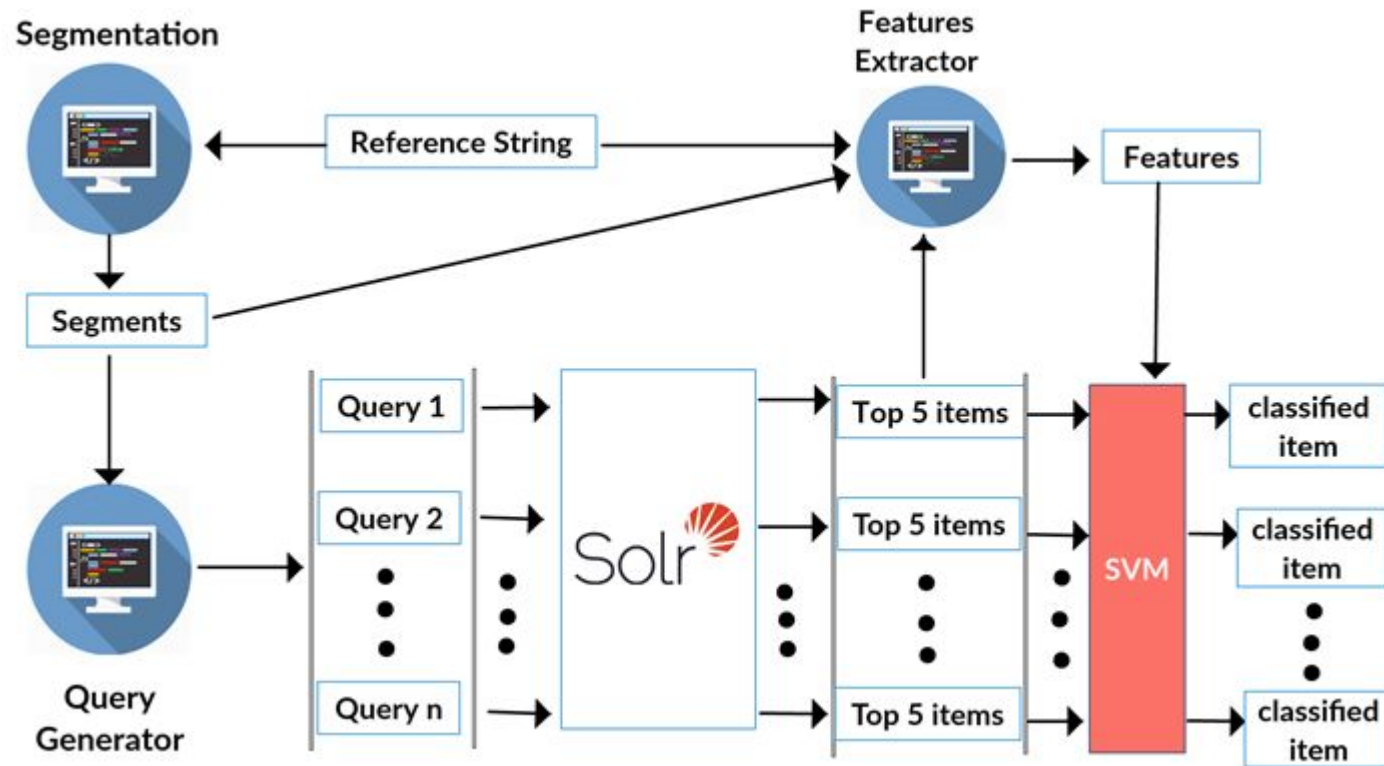 Segmentation
Features
Extractor
Reference String
Features
Segments
Query 1
Top 5 items
classified
item
Query 2
Solr
Top 5 items
SVM
classified
item
Query n
Top 5 items
classified
item
Query
Generator